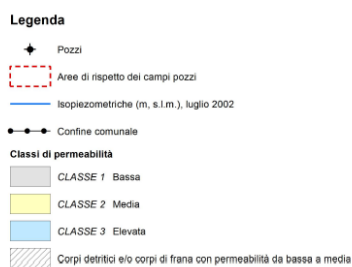 Legenda
Pozzi
Aree di rispetto dei campi pozzi
Isopiezometriche (m, s.l.m.), luglio 2002
Confine comunale
Classi di permeabilità
CLASSE 1 Bassa
CLASSE 2 Media
CLASSE 3 Elevata
Corpi detritici e/o corpi di frana con permeabilità da bassa a media